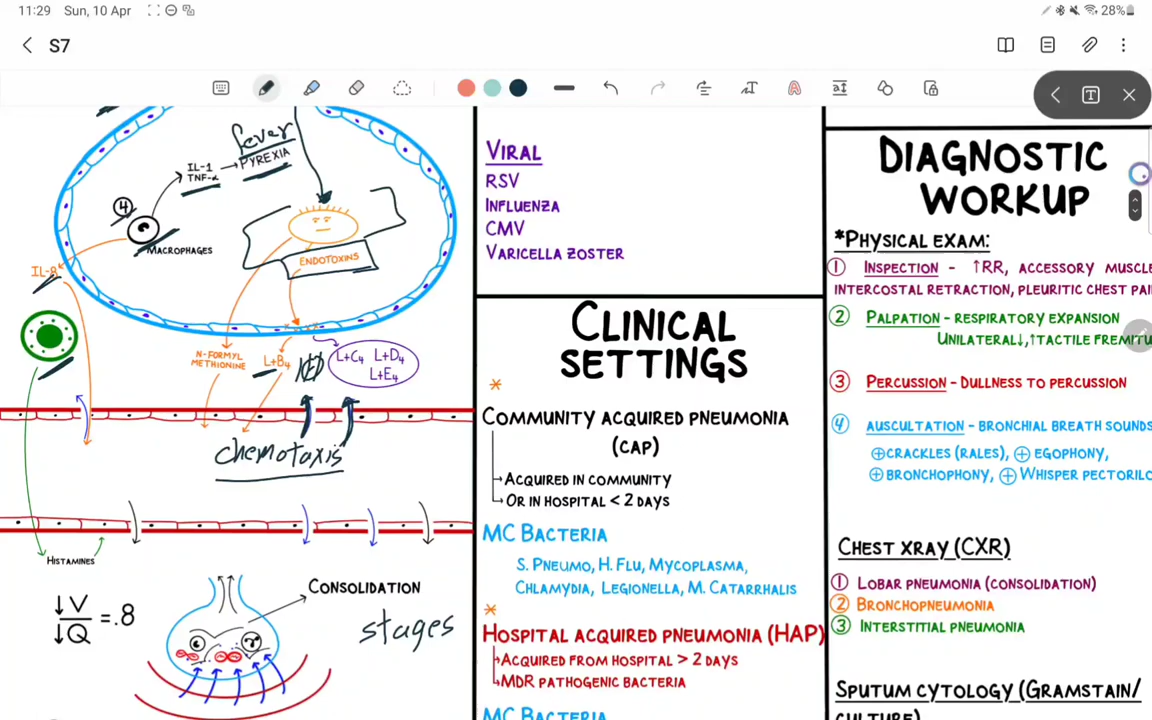 11:29 Sun, 10 Apr
28%
S7
fever
IL-1
TNF-α
PYREXIA
4
MACROPHAGES
IL-8
ENDOTOXINS
N-FORMYL
METHIONINE
L+B4
L+C4 L+D4
L+E4
chemotaxis
HISTAMINES
↓V
↓Q
=.8
CONSOLIDATION
stages
VIRAL
RSV
INFLUENZA
CMV
VARICELLA ZOSTER
CLINICAL
SETTINGS
*
COMMUNITY ACQUIRED PNEUMONIA
(CAP)
ACQUIRED IN COMMUNITY
OR IN HOSPITAL < 2 DAYS
MC BACTERIA
S. PNEUMO, H. FLU, MYCOPLASMA,
CHLAMYDIA, LEGIONELLA, M. CATARRHALIS
*
HOSPITAL ACQUIRED PNEUMONIA (HAP)
ACQUIRED FROM HOSPITAL > 2 DAYS
MDR PATHOGENIC BACTERIA
MC BACTERIA
DIAGNOSTIC
WORKUP
*PHYSICAL EXAM:
1 INSPECTION - ↑RR, ACCESSORY MUSCLE
INTERCOSTAL RETRACTION, PLEURITIC CHEST PAI
2 PALPATION - RESPIRATORY EXPANSION
UNILATERAL↓, ↑TACTILE FREMITU
3 PERCUSSION - DULLNESS TO PERCUSSION
4 AUSCULTATION - BRONCHIAL BREATH SOUNDS
⊕CRACKLES (RALES), ⊕ EGOPHONY,
⊕BRONCHOPHONY, ⊕ WHISPER PECTORILO
CHEST XRAY (CXR)
1 LOBAR PNEUMONIA (CONSOLIDATION)
2 BRONCHOPNEUMONIA
3 INTERSTITIAL PNEUMONIA
SPUTUM CYTOLOGY (GRAMSTAIN/
CULTURE)